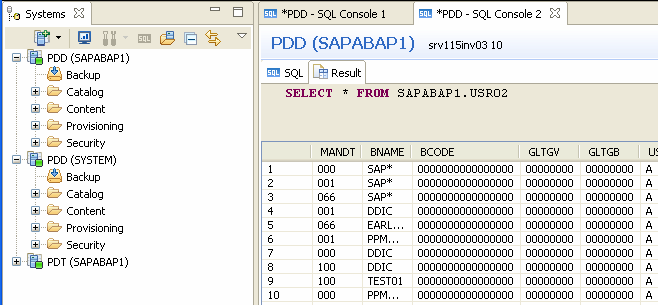 Systems
PDD (SAPABAP1)
Backup
Catalog
Content
Provisioning
Security
PDD (SYSTEM)
Backup
Catalog
Content
Provisioning
Security
PDT (SAPABAP1)
SQL *PDD - SQL Console 1
SQL *PDD - SQL Console 2
PDD (SAPABAP1) srv115inv03 10
SQL SQL Result
SELECT * FROM SAPABAP1.USR02
MANDT BNAME BCODE GLTGV GLTGB US
1 000 SAP* 0000000000000000 00000000 00000000 A
2 001 SAP* 0000000000000000 00000000 00000000 A
3 066 SAP* 0000000000000000 00000000 00000000 A
4 001 DDIC 0000000000000000 00000000 00000000 A
5 066 EARL... 0000000000000000 00000000 00000000 A
6 001 PPM... 0000000000000000 00000000 00000000 A
7 000 DDIC 0000000000000000 00000000 00000000 A
8 100 DDIC 0000000000000000 00000000 00000000 A
9 100 TEST01 0000000000000000 00000000 00000000 A
10 000 PPM... 0000000000000000 00000000 00000000 A